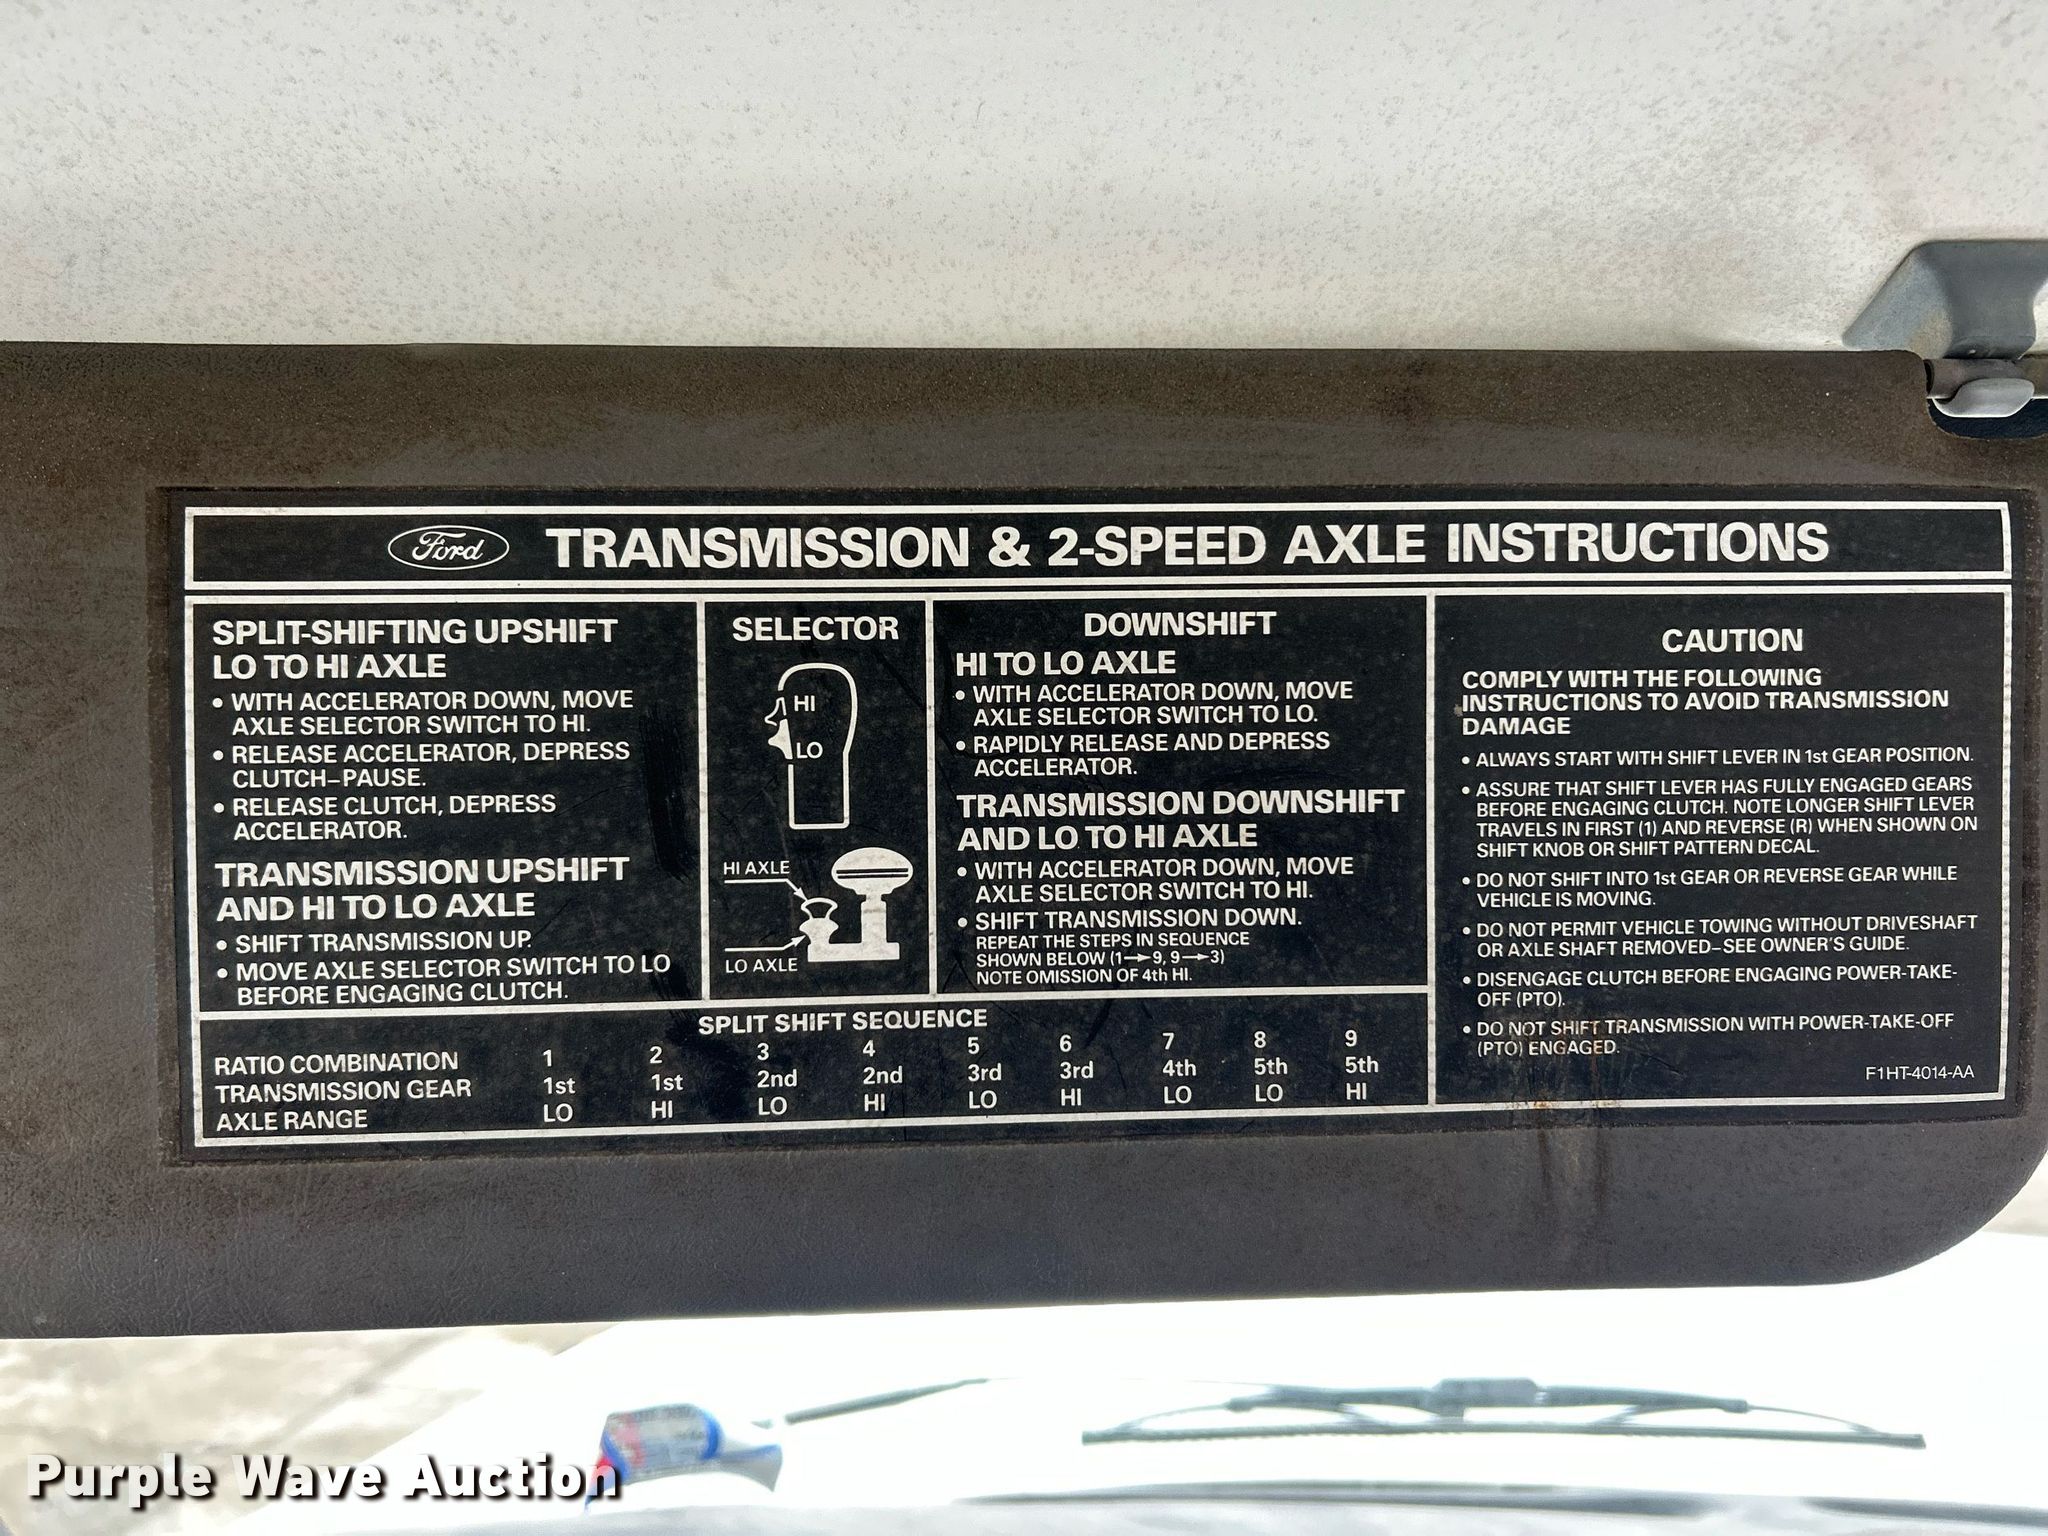 Ford TRANSMISSION & 2-SPEED AXLE INSTRUCTIONS
SPLIT-SHIFTING UPSHIFT
LO TO HI AXLE
• WITH ACCELERATOR DOWN, MOVE
AXLE SELECTOR SWITCH TO HI.
• RELEASE ACCELERATOR, DEPRESS
CLUTCH–PAUSE.
• RELEASE CLUTCH, DEPRESS
ACCELERATOR.
TRANSMISSION UPSHIFT
AND HI TO LO AXLE
• SHIFT TRANSMISSION UP.
• MOVE AXLE SELECTOR SWITCH TO LO
BEFORE ENGAGING CLUTCH.
SELECTOR
HI
LO
HI AXLE
LO AXLE
DOWNSHIFT
HI TO LO AXLE
• WITH ACCELERATOR DOWN, MOVE
AXLE SELECTOR SWITCH TO LO.
• RAPIDLY RELEASE AND DEPRESS
ACCELERATOR.
TRANSMISSION DOWNSHIFT
AND LO TO HI AXLE
• WITH ACCELERATOR DOWN, MOVE
AXLE SELECTOR SWITCH TO HI.
• SHIFT TRANSMISSION DOWN.
REPEAT THE STEPS IN SEQUENCE
SHOWN BELOW (1→9, 9→3)
NOTE OMISSION OF 4th HI.
CAUTION
COMPLY WITH THE FOLLOWING
INSTRUCTIONS TO AVOID TRANSMISSION
DAMAGE
• ALWAYS START WITH SHIFT LEVER IN 1st GEAR POSITION.
• ASSURE THAT SHIFT LEVER HAS FULLY ENGAGED GEARS
BEFORE ENGAGING CLUTCH. NOTE LONGER SHIFT LEVER
TRAVELS IN FIRST (1) AND REVERSE (R) WHEN SHOWN ON
SHIFT KNOB OR SHIFT PATTERN DECAL.
• DO NOT SHIFT INTO 1st GEAR OR REVERSE GEAR WHILE
VEHICLE IS MOVING.
• DO NOT PERMIT VEHICLE TOWING WITHOUT DRIVESHAFT
OR AXLE SHAFT REMOVED–SEE OWNER'S GUIDE.
• DISENGAGE CLUTCH BEFORE ENGAGING POWER-TAKE-
OFF (PTO).
• DO NOT SHIFT TRANSMISSION WITH POWER-TAKE-OFF
(PTO) ENGAGED.
F1HT-4014-AA
SPLIT SHIFT SEQUENCE
RATIO COMBINATION 1 2 3 4 5 6 7 8 9
TRANSMISSION GEAR 1st 1st 2nd 2nd 3rd 3rd 4th 5th 5th
AXLE RANGE LO HI LO HI LO HI LO LO HI
Purple Wave Auction